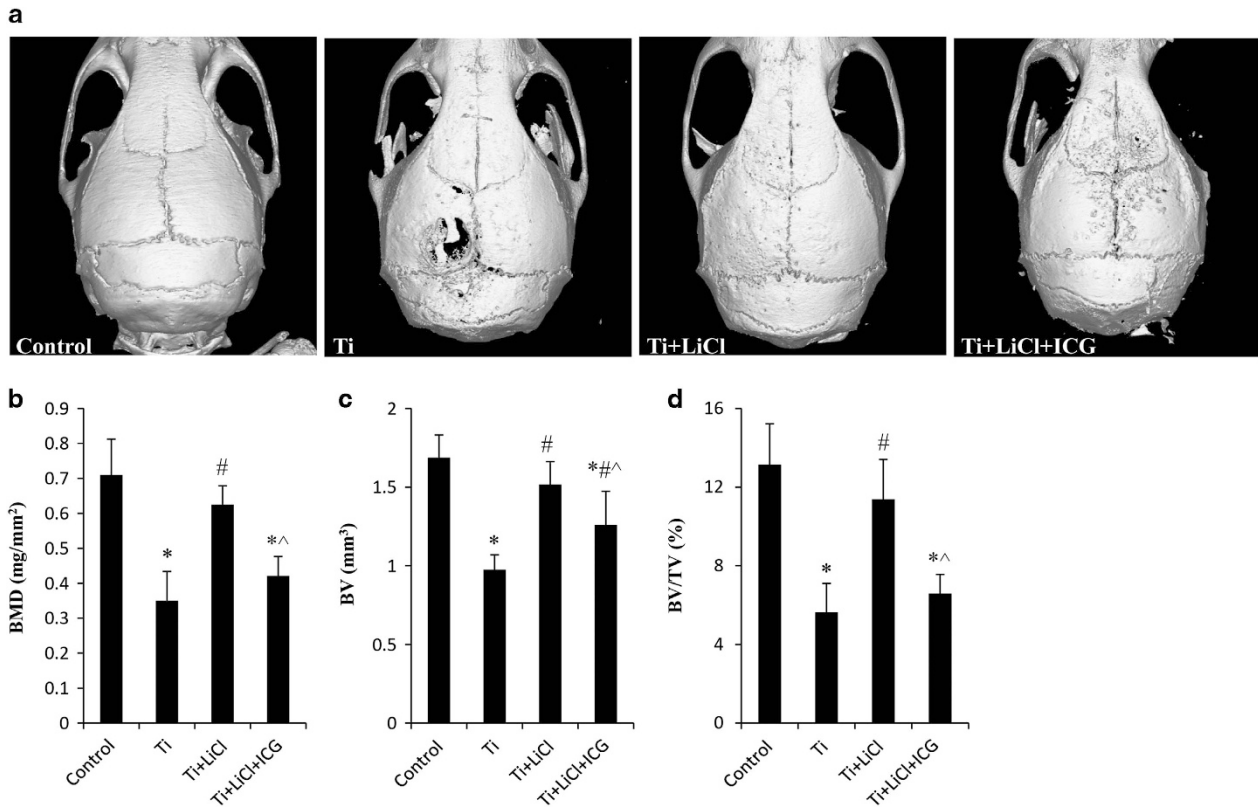 a
Control
Ti
Ti+LiCl
Ti+LiCl+ICG
b
BMD (mg/mm²)
0.9
0.8
0.7
0.6
0.5
0.4
0.3
0.2
0.1
0
#
*
*^
Control
Ti
Ti+LiCl
Ti+LiCl+ICG
c
BV (mm³)
2
1.5
1
0.5
0
#
*#^
*
Control
Ti
Ti+LiCl
Ti+LiCl+ICG
d
BV/TV (%)
16
12
8
4
0
#
*
*^
Control
Ti
Ti+LiCl
Ti+LiCl+ICG